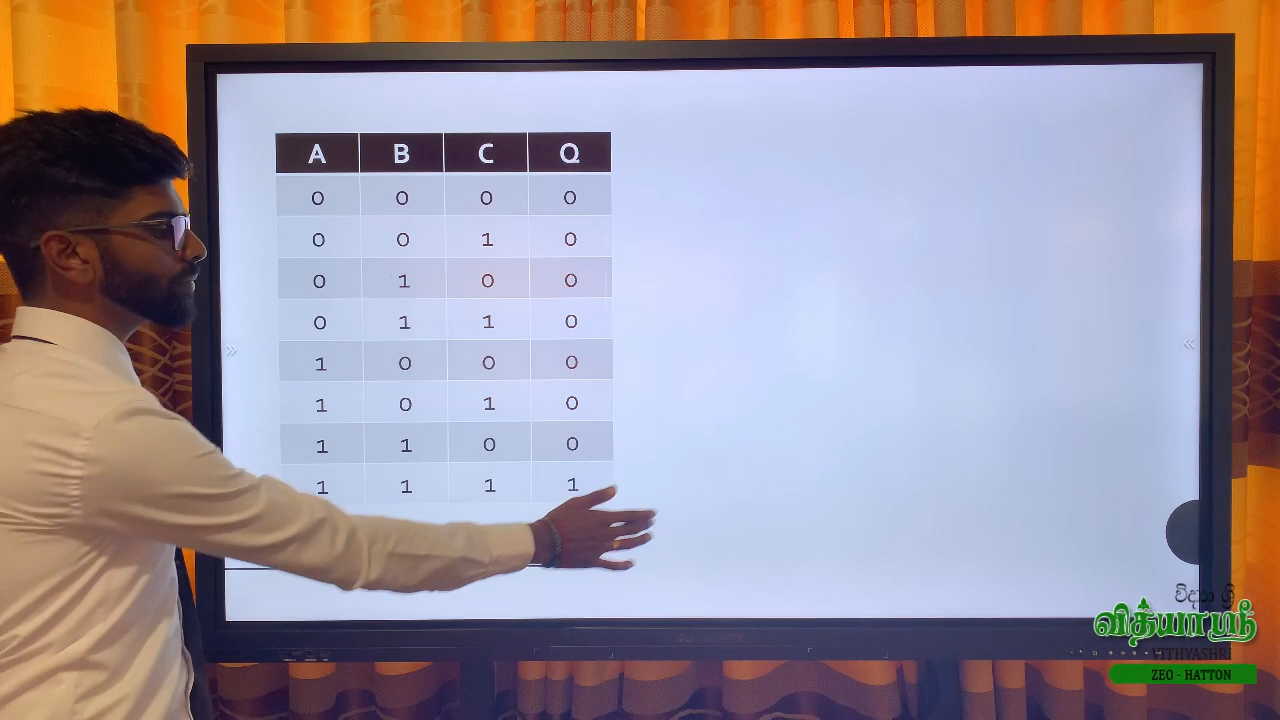 A B C Q
0 0 0 0
0 0 1 0
0 1 0 0
0 1 1 0
1 0 0 0
1 0 1 0
1 1 0 0
1 1 1 1
විද්‍යා ශ්‍රී
வித்யாஸ்ரீ
VITHYASHRI
ZEO - HATTON